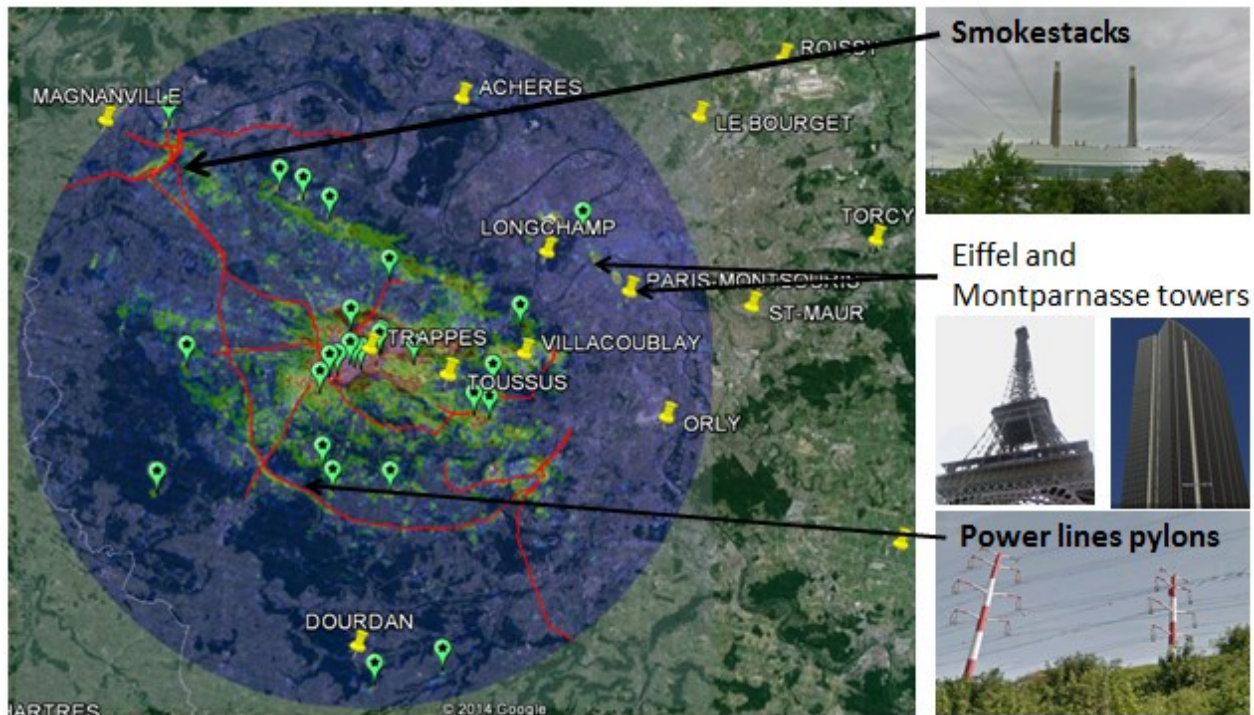 Smokestacks
ROISSY
MAGNANVILLE
ACHERES
LE BOURGET
TORCY
LONGCHAMP
Eiffel and
Montparnasse towers
PARIS-MONTSOURIS
ST-MAUR
TRAPPES
VILLACOUBLAY
TOUSSUS
ORLY
Power lines pylons
DOURDAN
HARTRES
© 2014 Google